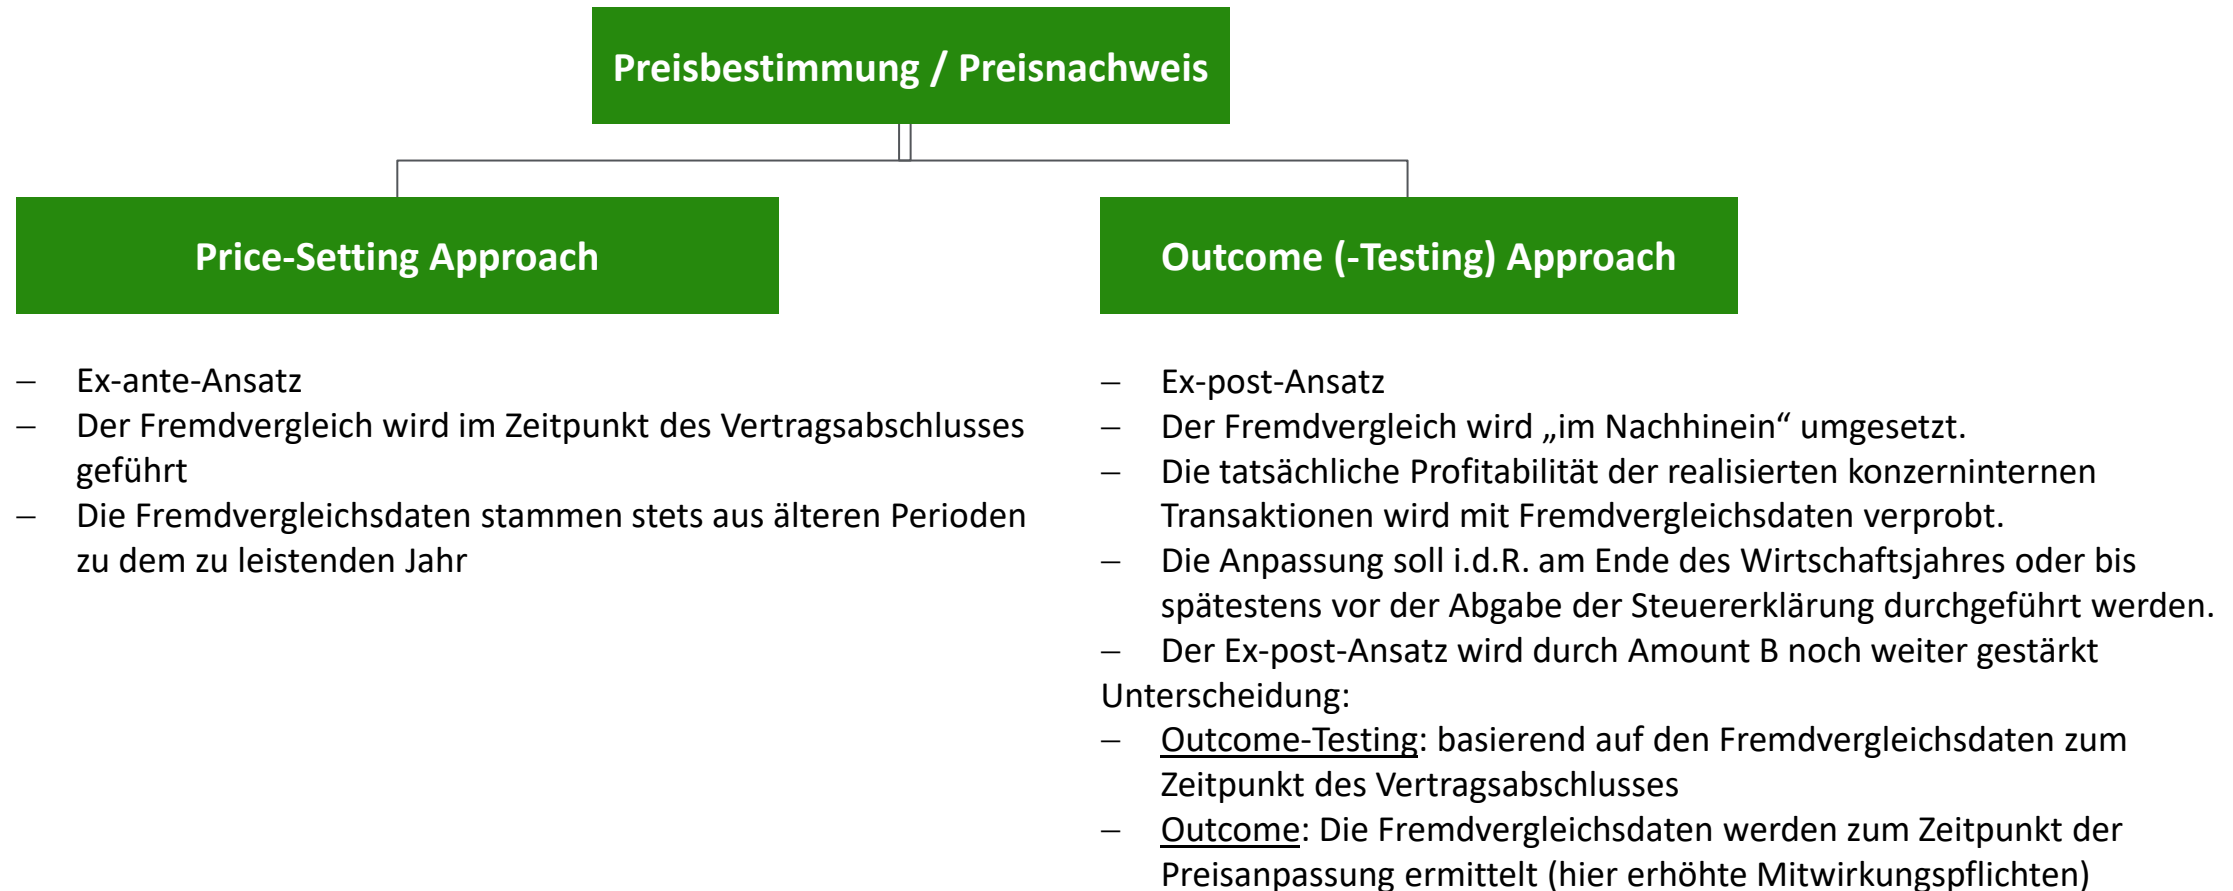 Preisbestimmung / Preisnachweis
Price-Setting Approach
– Ex-ante-Ansatz
– Der Fremdvergleich wird im Zeitpunkt des Vertragsabschlusses
geführt
– Die Fremdvergleichsdaten stammen stets aus älteren Perioden
zu dem zu leistenden Jahr
Outcome (-Testing) Approach
– Ex-post-Ansatz
– Der Fremdvergleich wird „im Nachhinein“ umgesetzt.
– Die tatsächliche Profitabilität der realisierten konzerninternen
Transaktionen wird mit Fremdvergleichsdaten verprobt.
– Die Anpassung soll i.d.R. am Ende des Wirtschaftsjahres oder bis
spätestens vor der Abgabe der Steuererklärung durchgeführt werden.
– Der Ex-post-Ansatz wird durch Amount B noch weiter gestärkt
Unterscheidung:
– Outcome-Testing: basierend auf den Fremdvergleichsdaten zum
Zeitpunkt des Vertragsabschlusses
– Outcome: Die Fremdvergleichsdaten werden zum Zeitpunkt der
Preisanpassung ermittelt (hier erhöhte Mitwirkungspflichten)